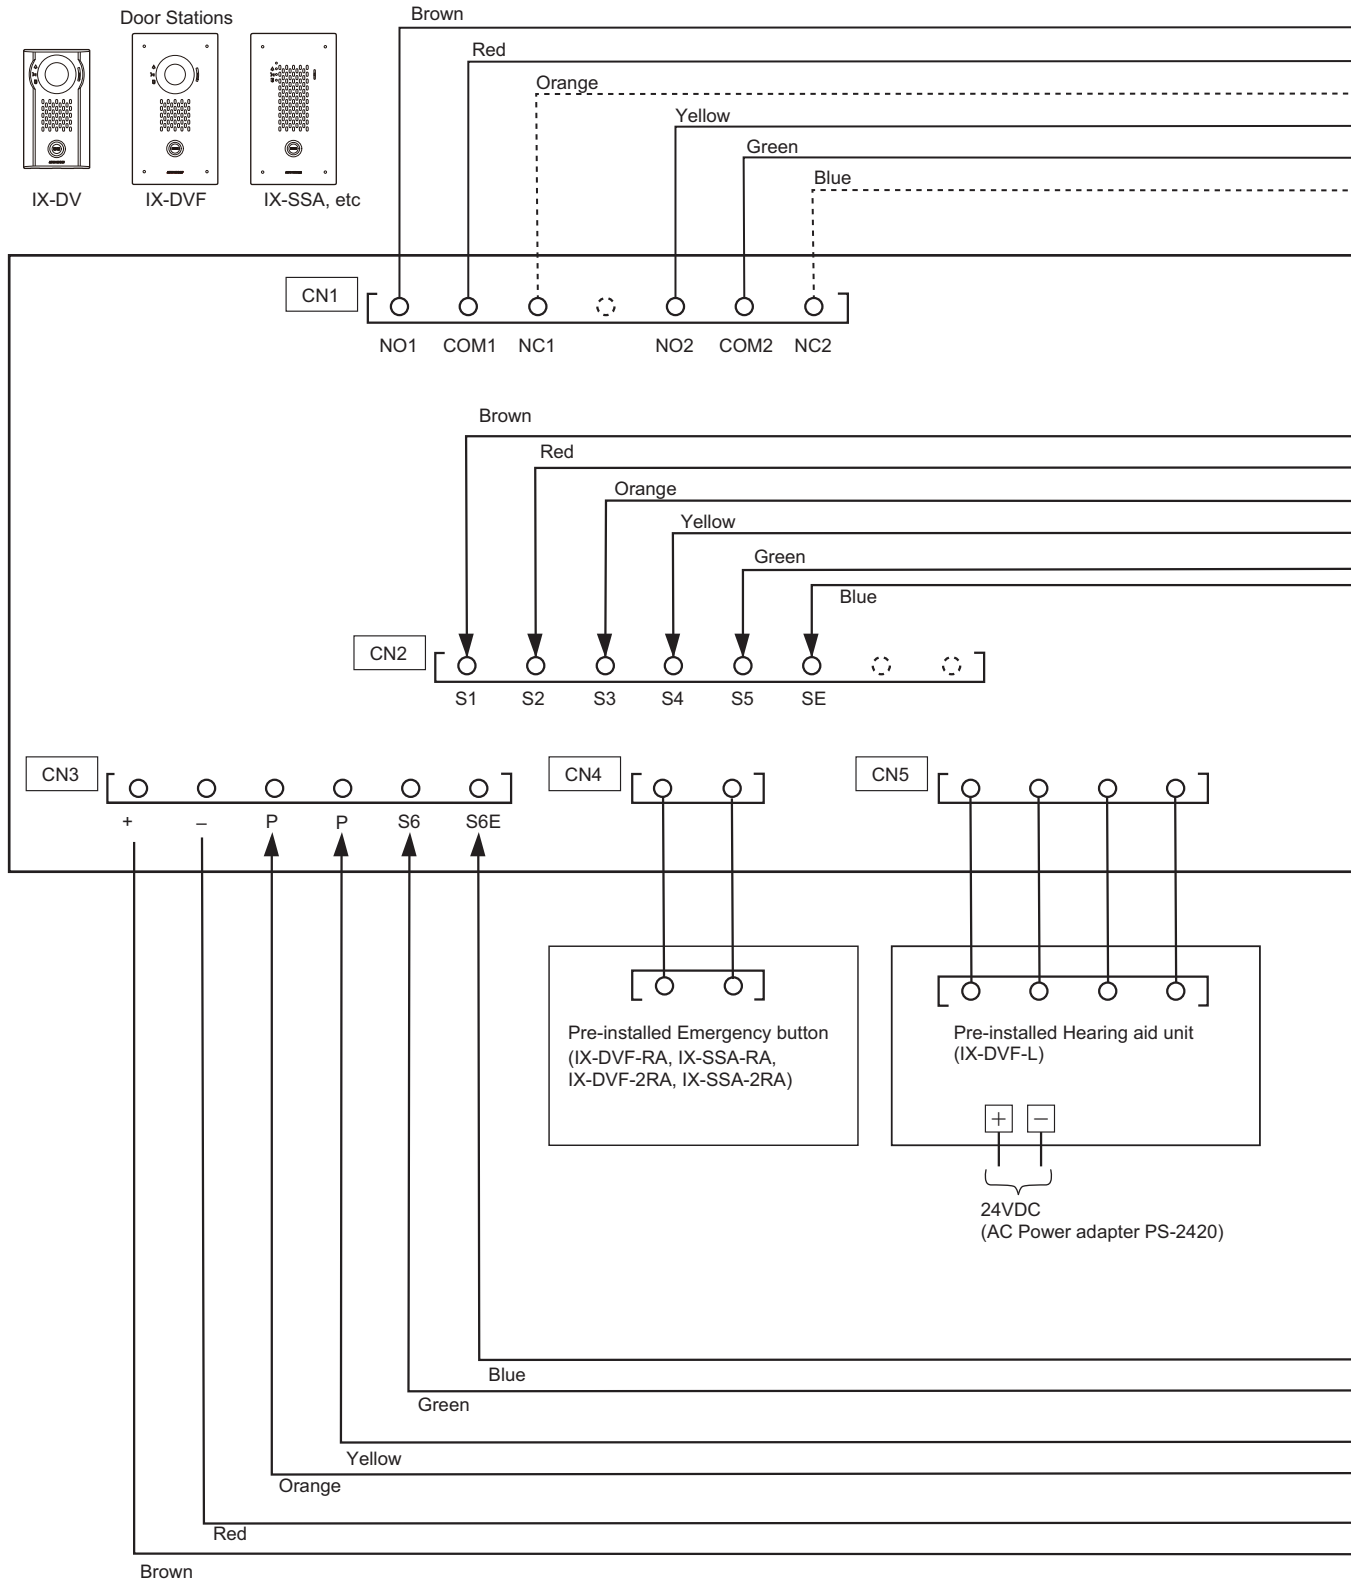 Door Stations
IX-DV
IX-DVF
IX-SSA, etc
Brown
Red
Orange
Yellow
Green
Blue
CN1
NO1 COM1 NC1 NO2 COM2 NC2
Brown
Red
Orange
Yellow
Green
Blue
CN2
S1 S2 S3 S4 S5 SE
CN3
+ – P P S6 S6E
CN4
CN5
Pre-installed Emergency button
(IX-DVF-RA, IX-SSA-RA,
IX-DVF-2RA, IX-SSA-2RA)
Pre-installed Hearing aid unit
(IX-DVF-L)
+ –
24VDC
(AC Power adapter PS-2420)
Blue
Green
Yellow
Orange
Red
Brown